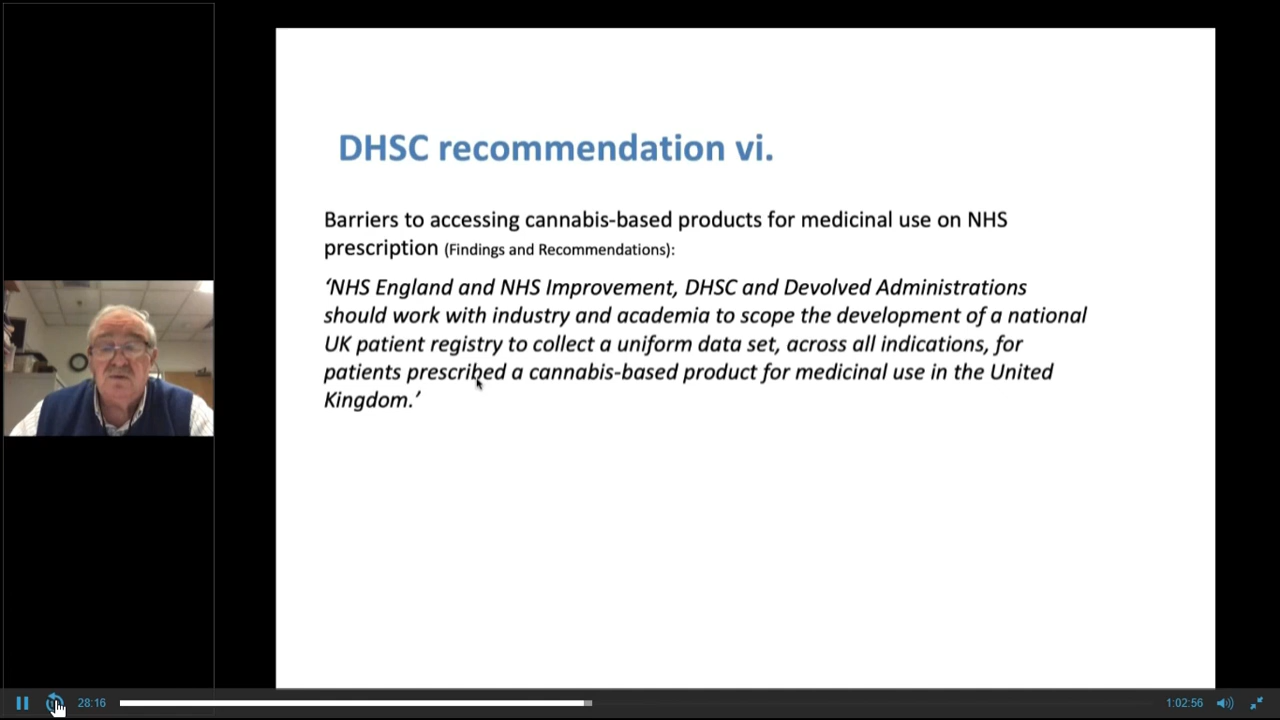 DHSC recommendation vi.
Barriers to accessing cannabis-based products for medicinal use on NHS
prescription (Findings and Recommendations):
‘NHS England and NHS Improvement, DHSC and Devolved Administrations
should work with industry and academia to scope the development of a national
UK patient registry to collect a uniform data set, across all indications, for
patients prescribed a cannabis-based product for medicinal use in the United
Kingdom.’
28:16
1:02:56